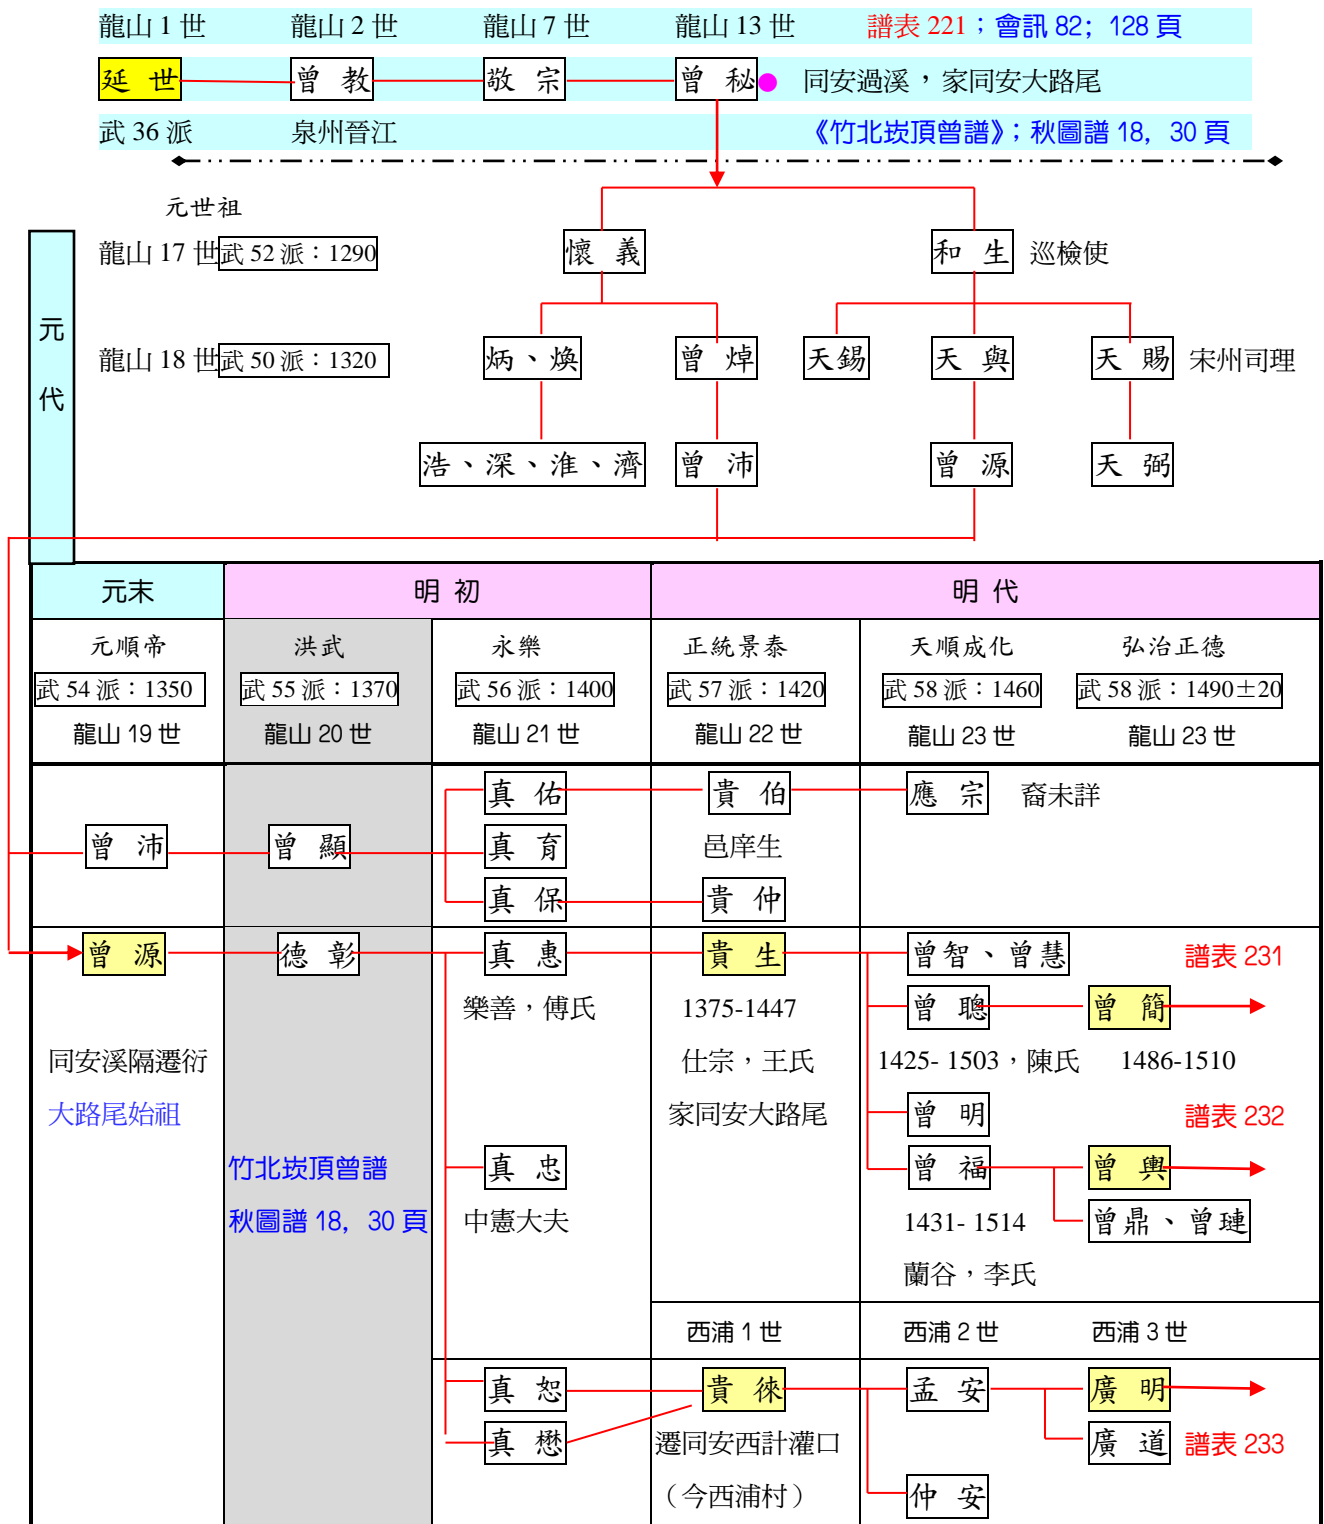 龍山 1 世 龍山 2 世 龍山 7 世 龍山 13 世 譜表 221；會訊 82；128 頁
延 世 曾 教 敬 宗 曾 秘 同安過溪，家同安大路尾
武 36 派 泉州晉江 《竹北崁頂曾譜》；秋圖譜 18，30 頁
元世祖
龍山 17 世 武 52 派：1290 懷 義 和 生 巡檢使
元代
龍山 18 世 武 50 派：1320 炳、煥 曾 焯 天錫 天 與 天 賜 宋州司理
浩、深、淮、濟 曾 沛 曾 源 天 弼
元末 明 初 明 代
元順帝 洪武 永樂 正統景泰 天順成化 弘治正德
武 54 派：1350 武 55 派：1370 武 56 派：1400 武 57 派：1420 武 58 派：1460 武 58 派：1490±20
龍山 19 世 龍山 20 世 龍山 21 世 龍山 22 世 龍山 23 世 龍山 23 世
真 佑 貴 伯 應 宗 裔未詳
曾 沛 曾 顯 真 育 邑庠生
真 保 貴 仲
曾 源 德 彰 真 惠 貴 生 曾智、曾慧 譜表 231
樂善，傅氏 1375-1447 曾 聰 曾 簡
同安溪隔遷衍 仕宗，王氏 1425- 1503，陳氏 1486-1510
大路尾始祖 家同安大路尾 曾 明 譜表 232
竹北崁頂曾譜 真 忠 曾 福 曾 輿
秋圖譜 18，30 頁 中憲大夫 1431- 1514 曾鼎、曾璉
蘭谷，李氏
西浦 1 世 西浦 2 世 西浦 3 世
真 恕 貴 徠 孟 安 廣 明
真 懋 遷同安西計灌口 廣 道 譜表 233
（今西浦村） 仲 安